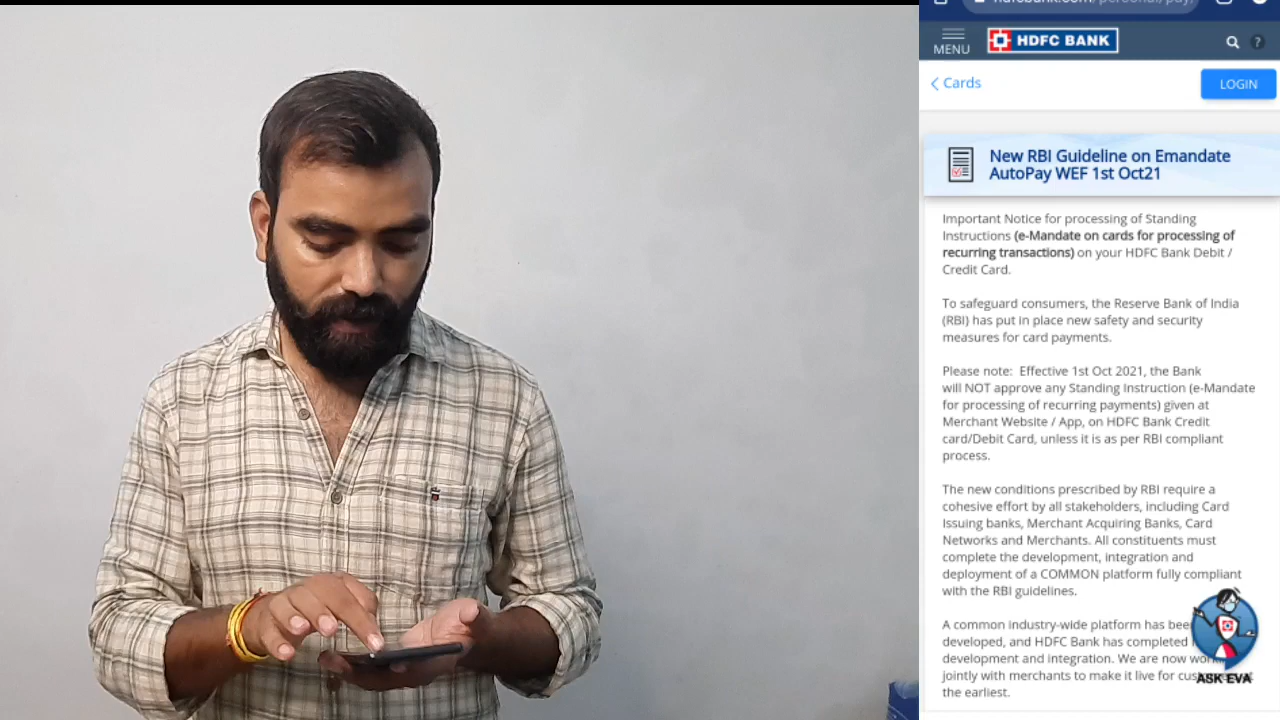 MENU
HDFC BANK
?
Cards
LOGIN
New RBI Guideline on Emandate
AutoPay WEF 1st Oct21
Important Notice for processing of Standing
Instructions (e-Mandate on cards for processing of
recurring transactions) on your HDFC Bank Debit /
Credit Card.
To safeguard consumers, the Reserve Bank of India
(RBI) has put in place new safety and security
measures for card payments.
Please note: Effective 1st Oct 2021, the Bank
will NOT approve any Standing Instruction (e-Mandate
for processing of recurring payments) given at
Merchant Website / App, on HDFC Bank Credit
card/Debit Card, unless it is as per RBI compliant
process.
The new conditions prescribed by RBI require a
cohesive effort by all stakeholders, including Card
Issuing banks, Merchant Acquiring Banks, Card
Networks and Merchants. All constituents must
complete the development, integration and
deployment of a COMMON platform fully compliant
with the RBI guidelines.
A common industry-wide platform has
developed, and HDFC Bank has completed
development and integration. We are now
jointly with merchants to make it live for
the earliest.
ASK EVA